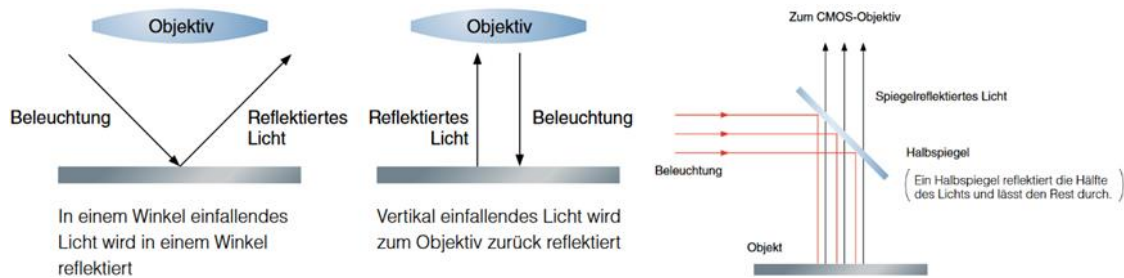 Objektiv
Beleuchtung
Reflektiertes
Licht
In einem Winkel einfallendes
Licht wird in einem Winkel
reflektiert
Objektiv
Reflektiertes
Licht
Beleuchtung
Vertikal einfallendes Licht wird
zum Objektiv zurück reflektiert
Zum CMOS-Objektiv
Spiegelreflektiertes Licht
Beleuchtung
Halbspiegel
(Ein Halbspiegel reflektiert die Hälfte
des Lichts und lässt den Rest durch.)
Objekt